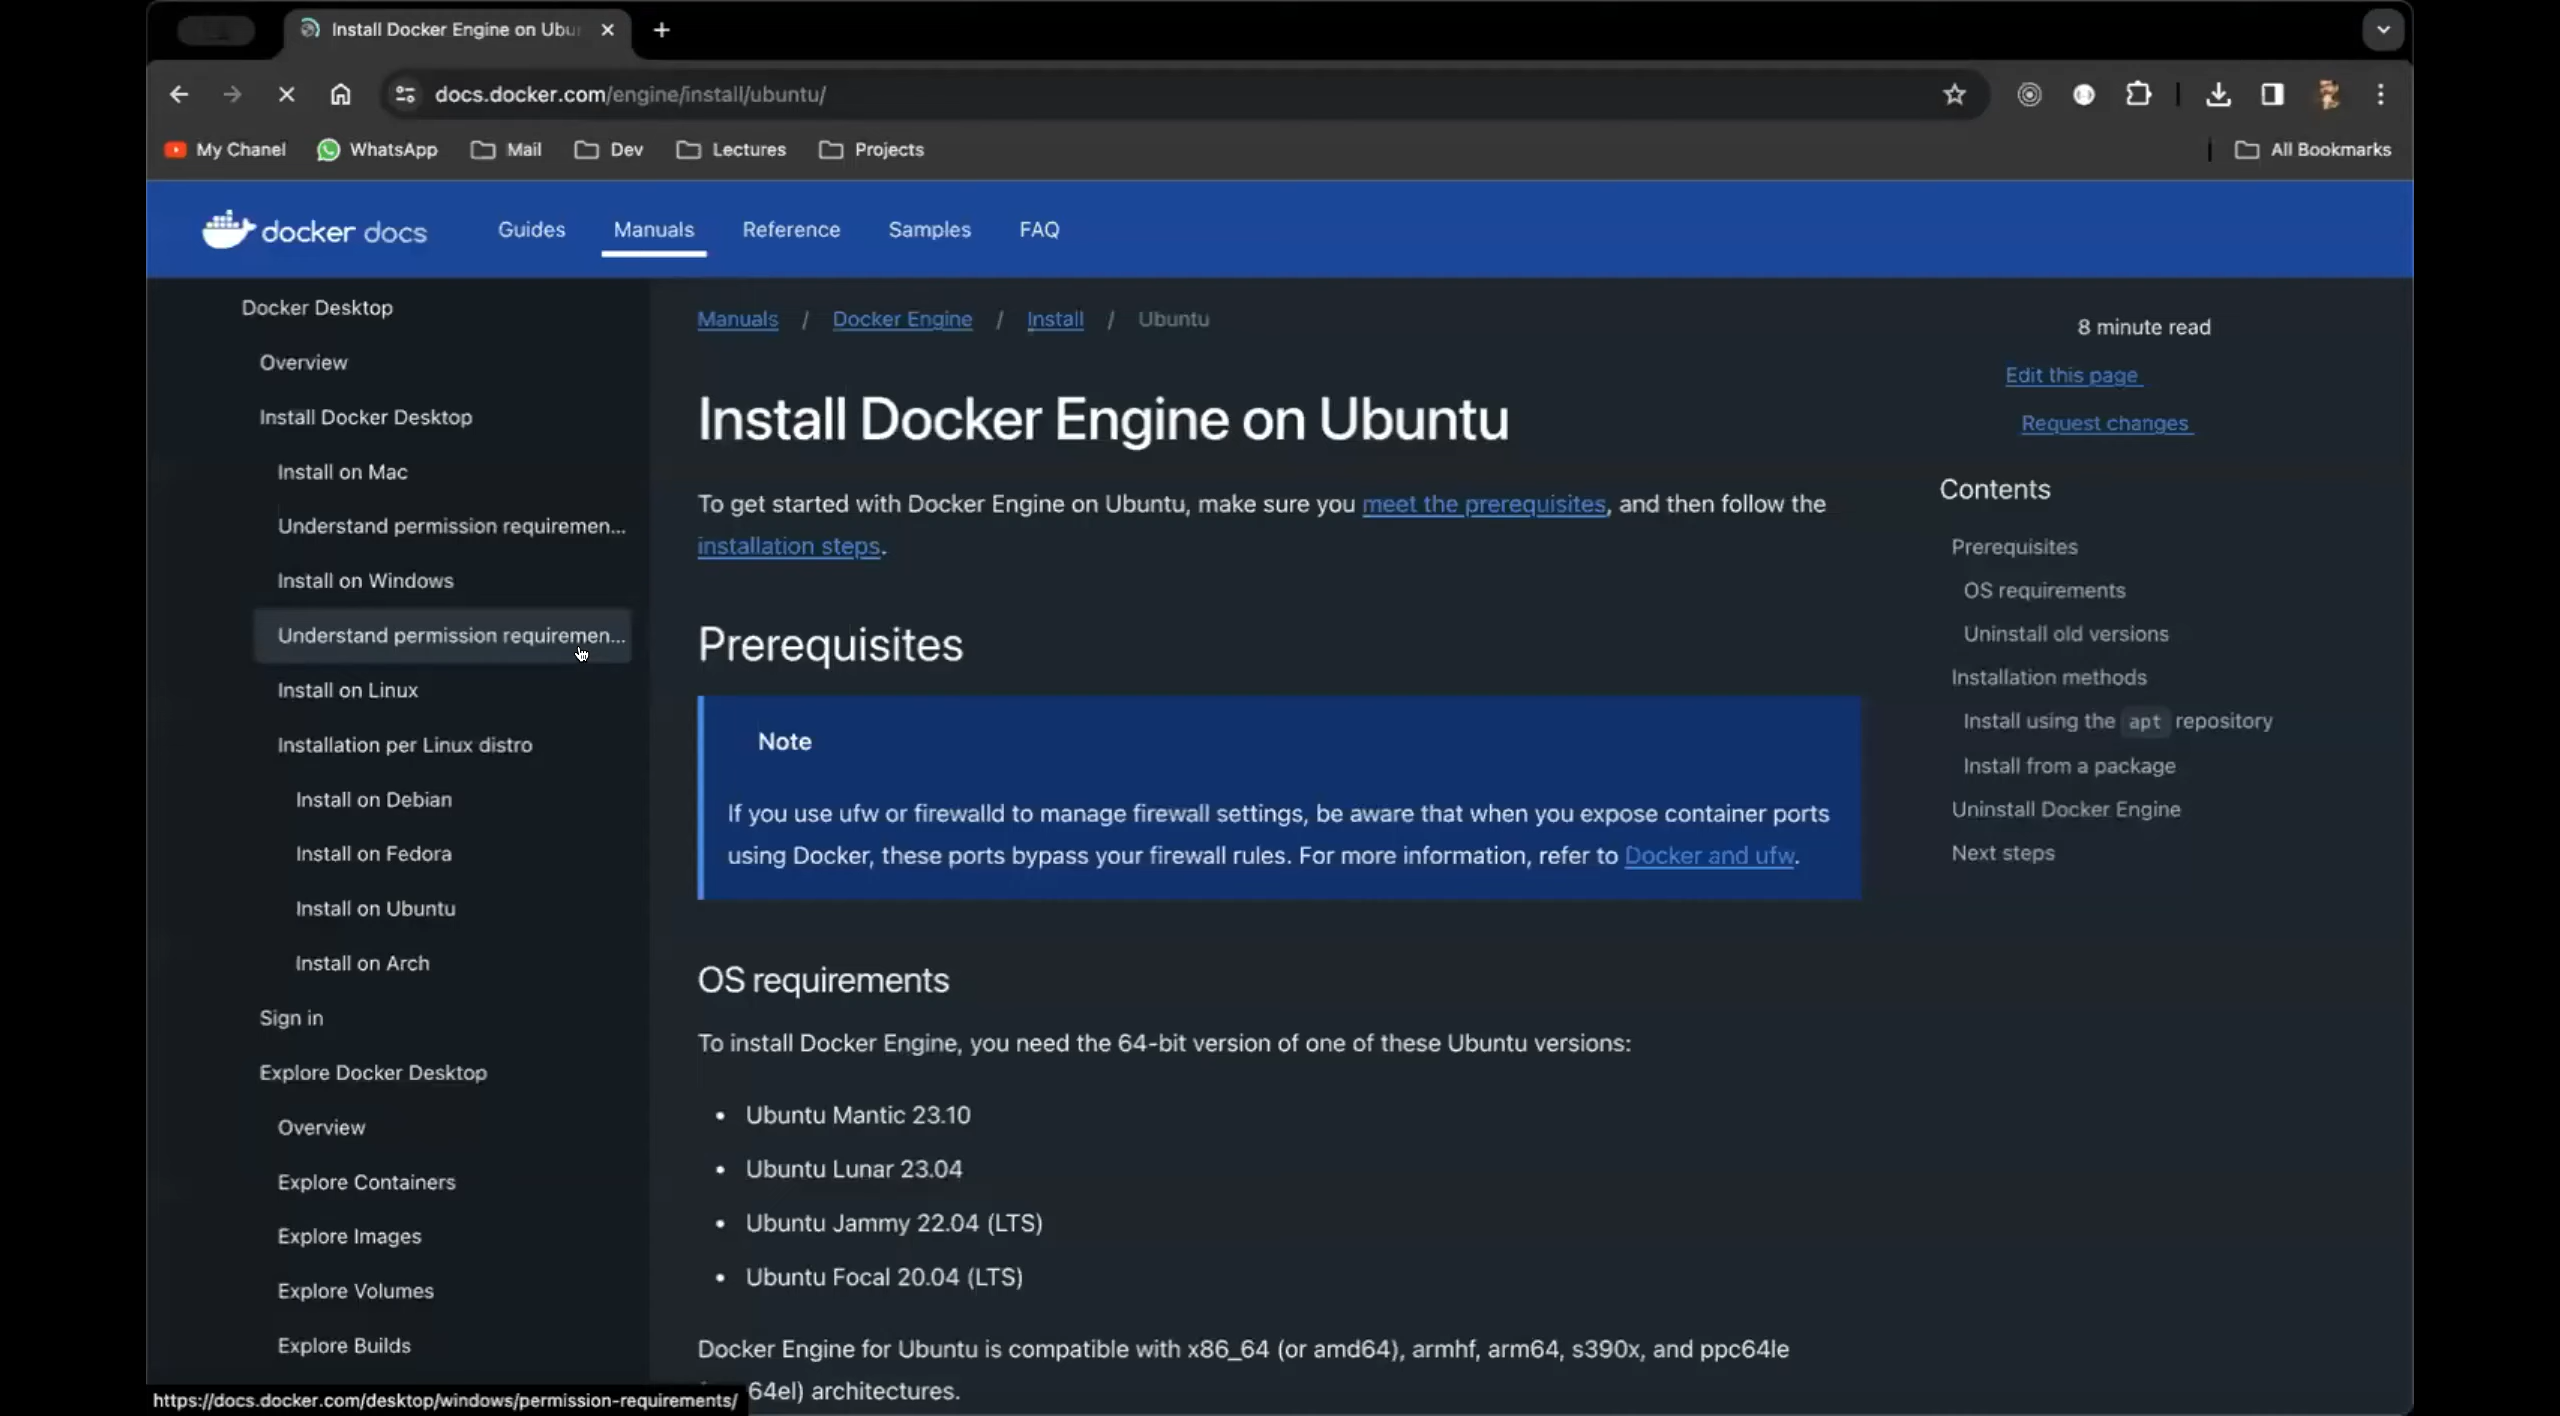 Install Docker Engine on Ubu
docs.docker.com/engine/install/ubuntu/
My Chanel
WhatsApp
Mail
Dev
Lectures
Projects
All Bookmarks
docker docs
Guides
Manuals
Reference
Samples
FAQ
Docker Desktop
Overview
Install Docker Desktop
Install on Mac
Understand permission requiremen...
Install on Windows
Understand permission requiremen...
Install on Linux
Installation per Linux distro
Install on Debian
Install on Fedora
Install on Ubuntu
Install on Arch
Sign in
Explore Docker Desktop
Overview
Explore Containers
Explore Images
Explore Volumes
Explore Builds
https://docs.docker.com/desktop/windows/permission-requirements/
Manuals / Docker Engine / Install / Ubuntu
Install Docker Engine on Ubuntu
To get started with Docker Engine on Ubuntu, make sure you meet the prerequisites, and then follow the
installation steps.
Prerequisites
Note
If you use ufw or firewalld to manage firewall settings, be aware that when you expose container ports
using Docker, these ports bypass your firewall rules. For more information, refer to Docker and ufw.
OS requirements
To install Docker Engine, you need the 64-bit version of one of these Ubuntu versions:
• Ubuntu Mantic 23.10
• Ubuntu Lunar 23.04
• Ubuntu Jammy 22.04 (LTS)
• Ubuntu Focal 20.04 (LTS)
Docker Engine for Ubuntu is compatible with x86_64 (or amd64), armhf, arm64, s390x, and ppc64le
64el) architectures.
8 minute read
Edit this page
Request changes
Contents
Prerequisites
OS requirements
Uninstall old versions
Installation methods
Install using the apt repository
Install from a package
Uninstall Docker Engine
Next steps